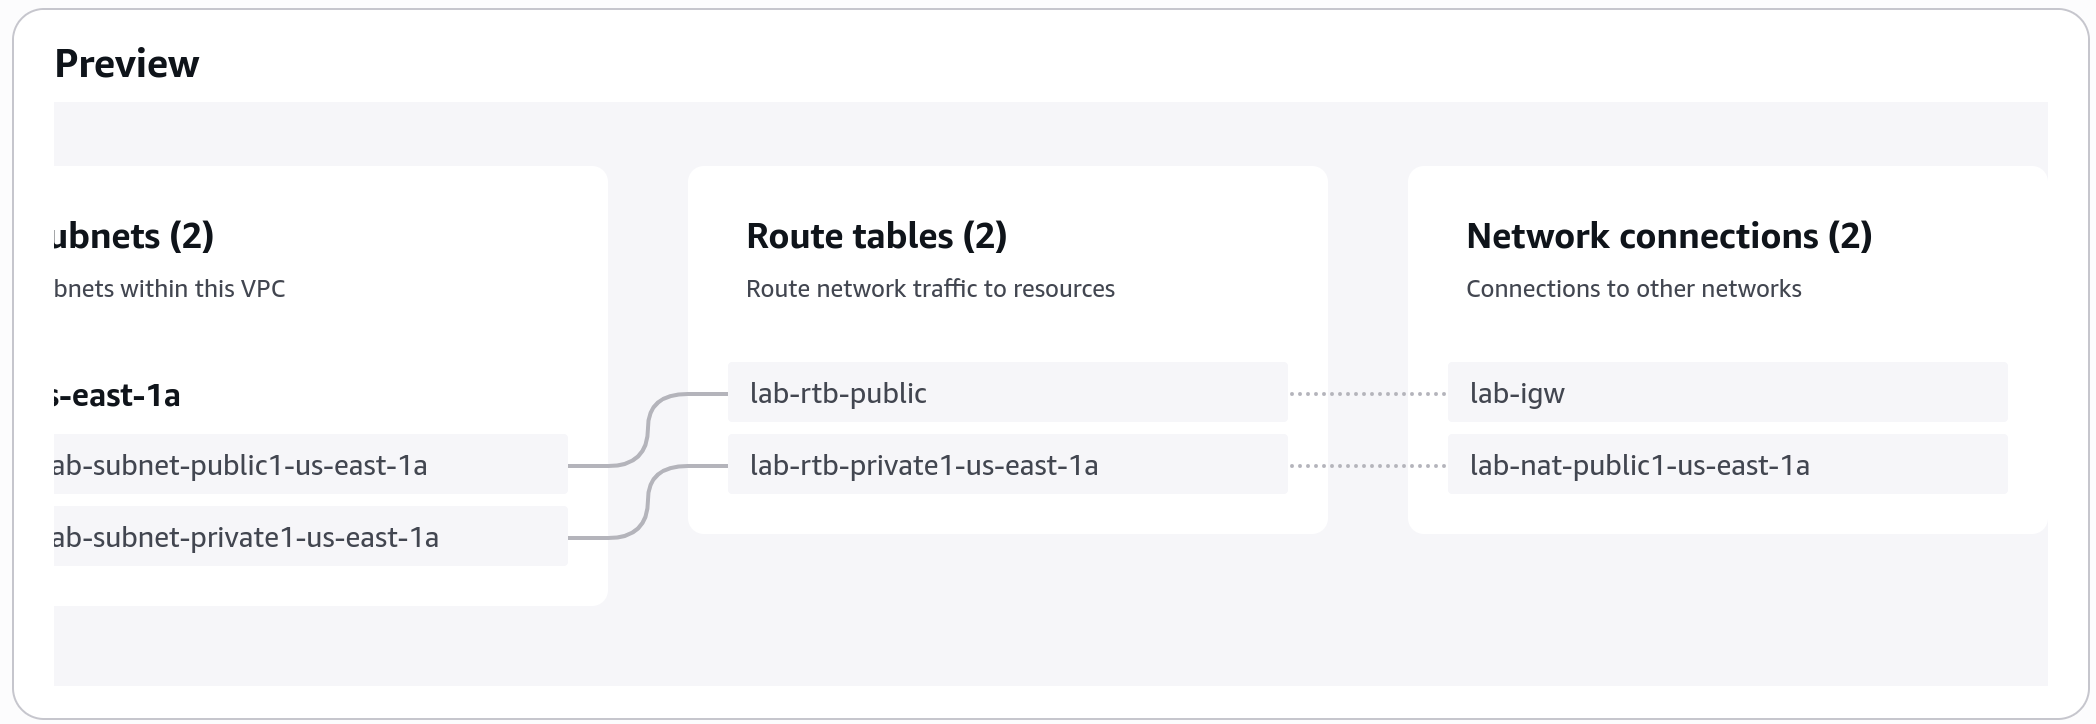 Preview
ubnets (2)
bnets within this VPC
s-east-1a
ab-subnet-public1-us-east-1a
ab-subnet-private1-us-east-1a
Route tables (2)
Route network traffic to resources
lab-rtb-public
lab-rtb-private1-us-east-1a
Network connections (2)
Connections to other networks
lab-igw
lab-nat-public1-us-east-1a